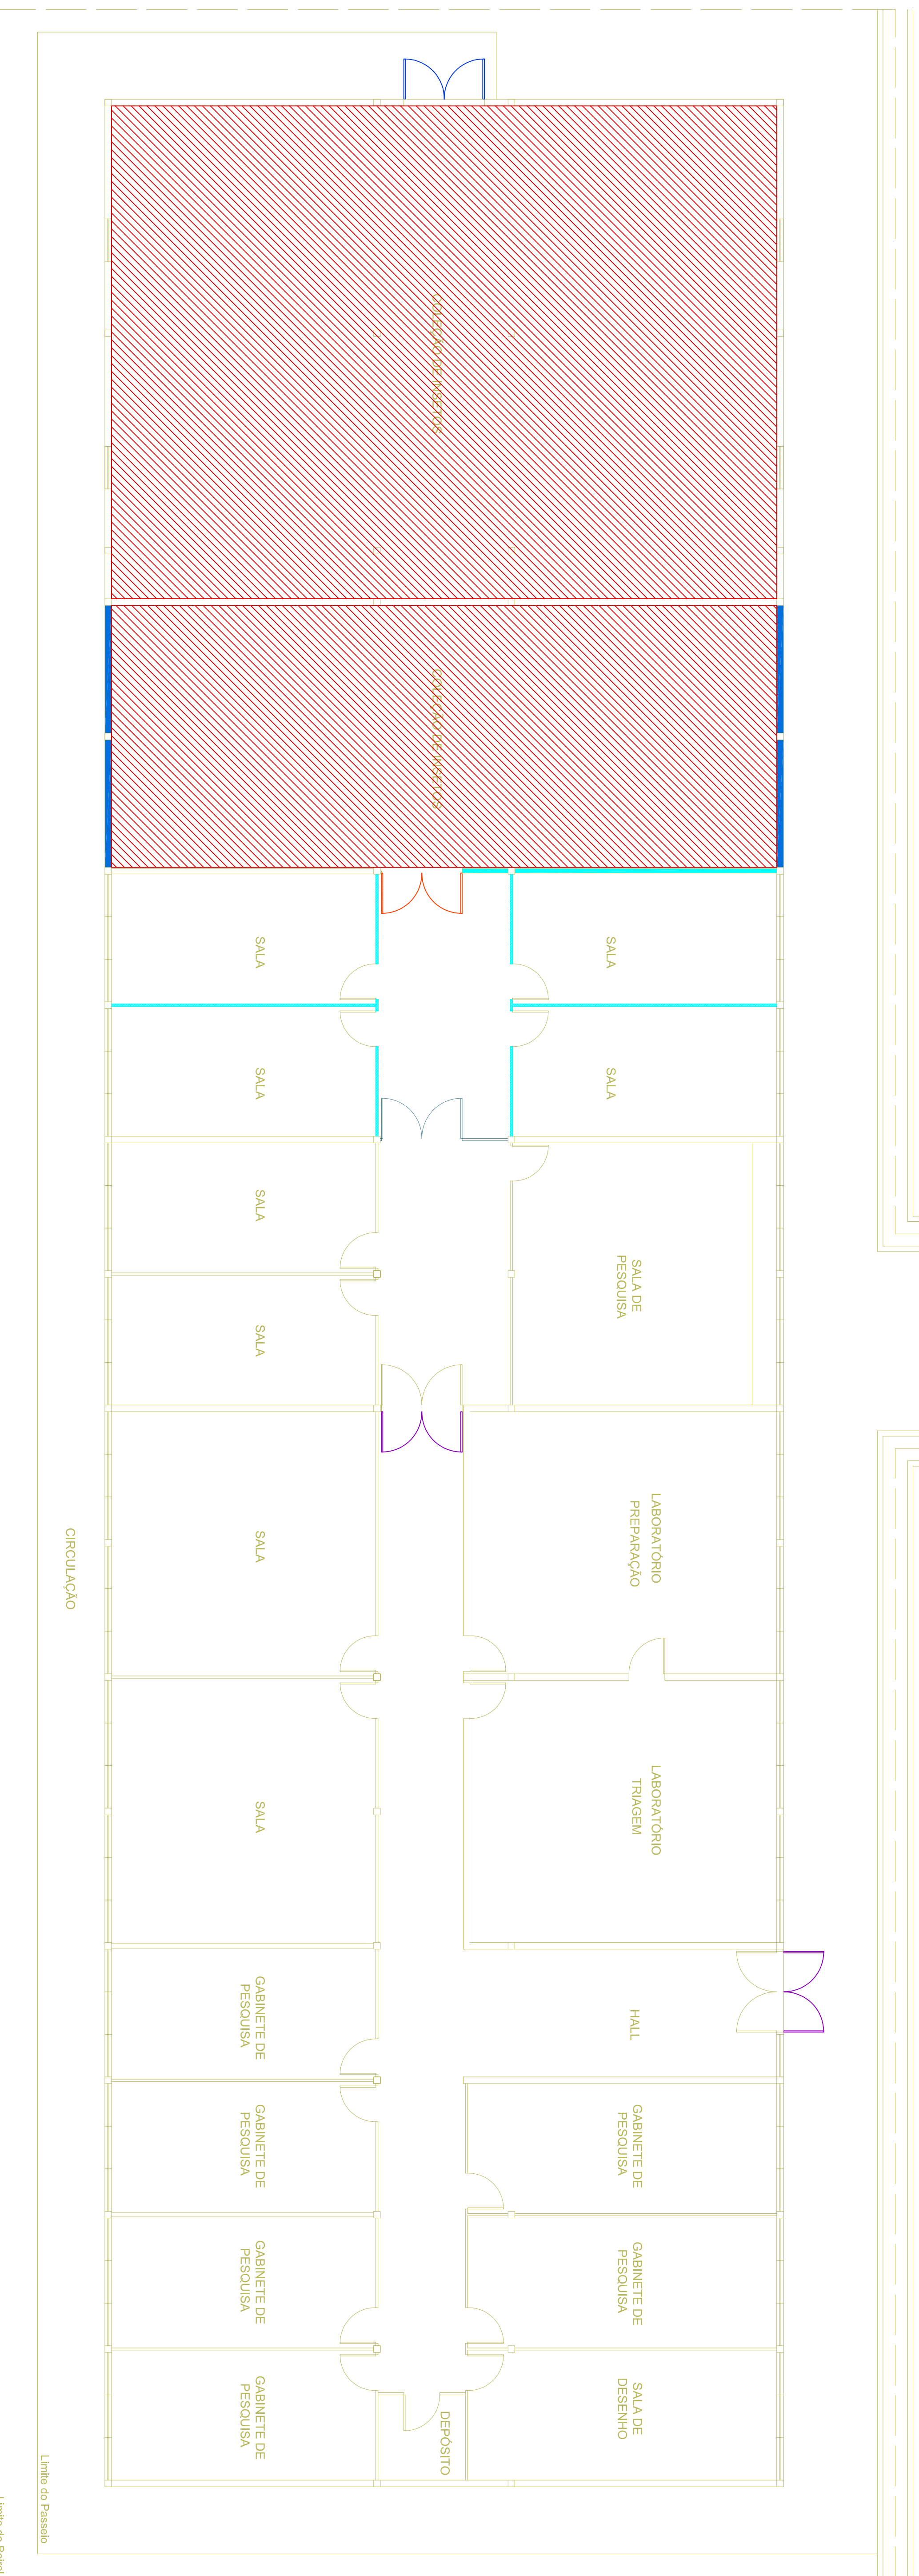 COLEÇÃO DE INSETOS
COLEÇÃO DE INSETOS
SALA
SALA
SALA
SALA
SALA
SALA
SALA DE
PESQUISA
SALA
LABORATÓRIO
PREPARAÇÃO
CIRCULAÇÃO
SALA
LABORATÓRIO
TRIAGEM
GABINETE DE
PESQUISA
HALL
GABINETE DE
PESQUISA
GABINETE DE
PESQUISA
GABINETE DE
PESQUISA
GABINETE DE
PESQUISA
GABINETE DE
PESQUISA
SALA DE
DESENHO
DEPÓSITO
Limite do Passeio